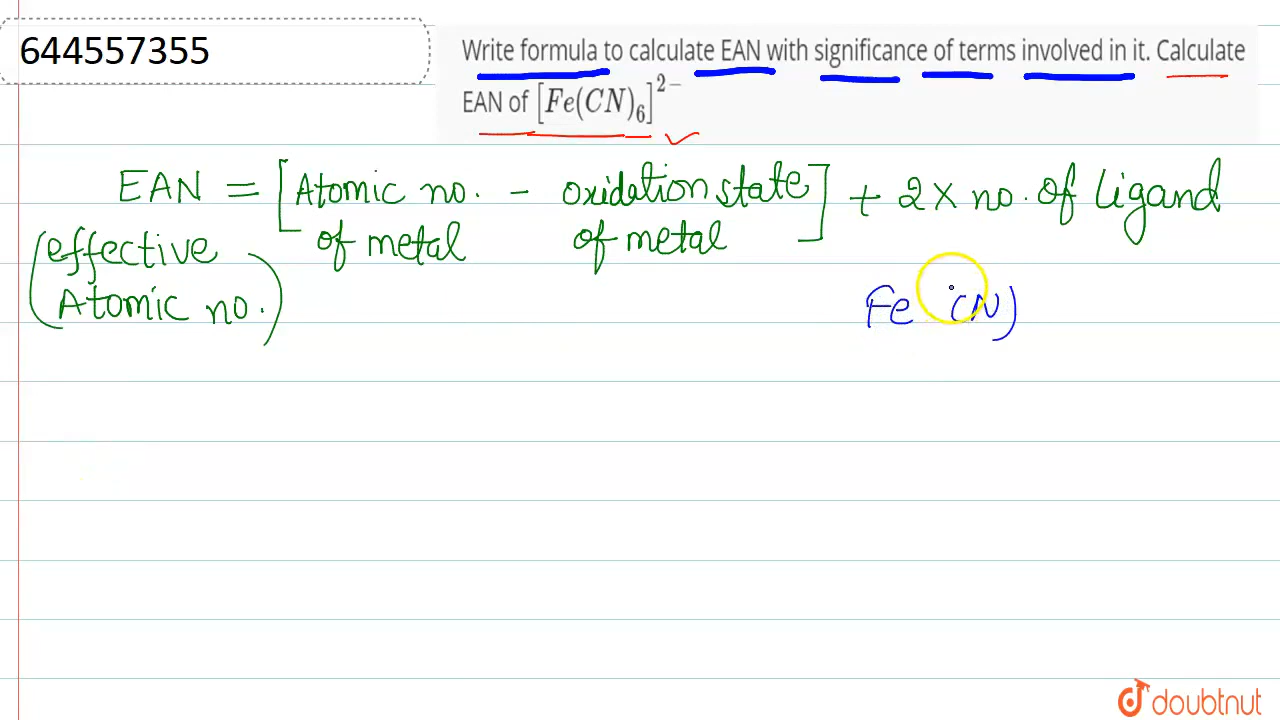 644557355
Write formula to calculate EAN with significance of terms involved in it. Calculate
EAN of [Fe(CN)₆]²⁻
EAN = [Atomic no. − oxidation state] + 2 × no. of Ligand
of metal of metal
(effective
Atomic no.)
Fe (CN)
doubtnut